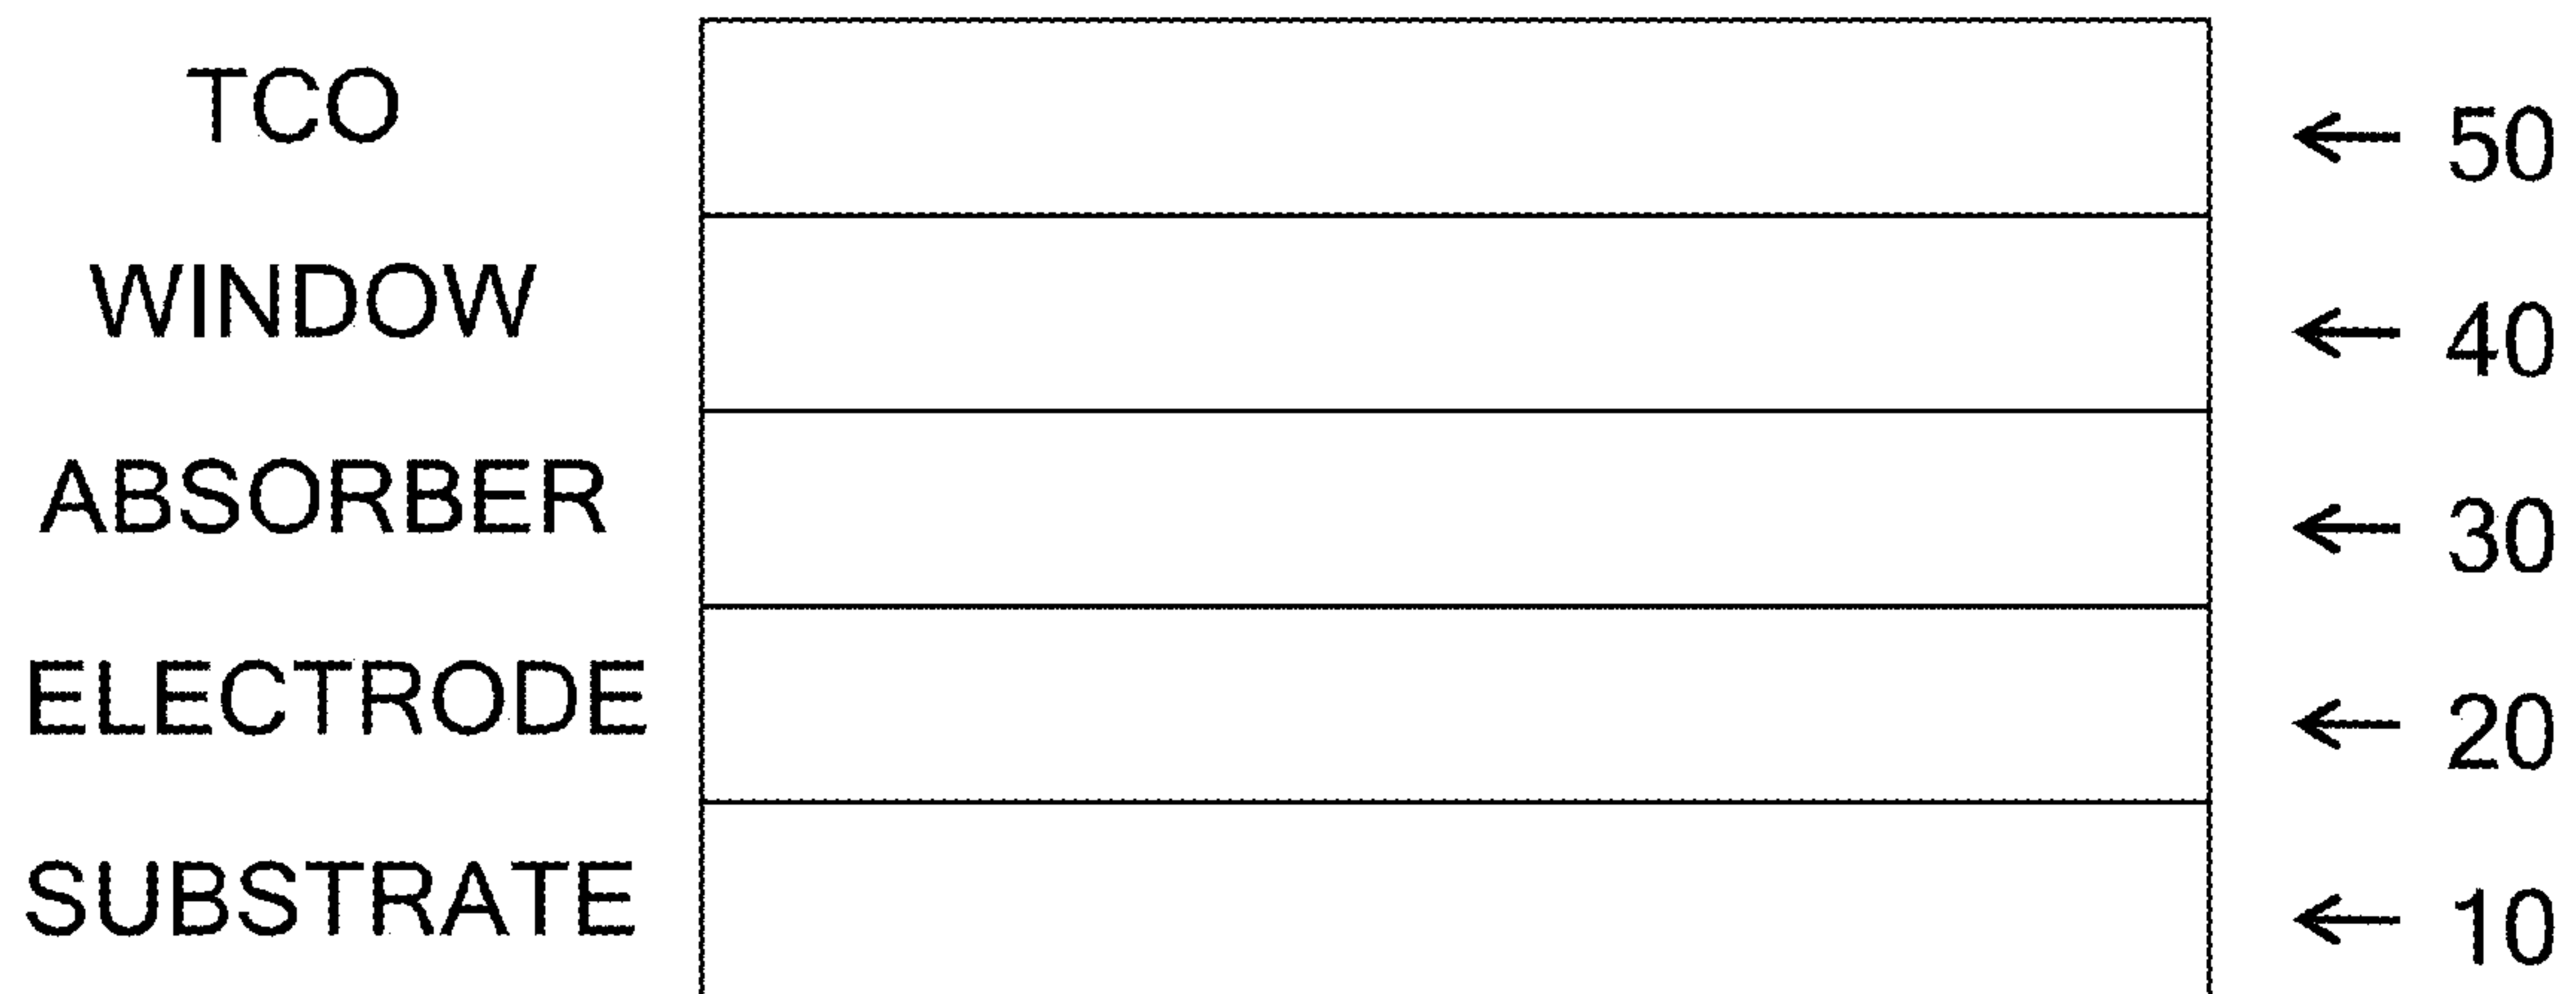 TCO ← 50
WINDOW ← 40
ABSORBER ← 30
ELECTRODE ← 20
SUBSTRATE ← 10